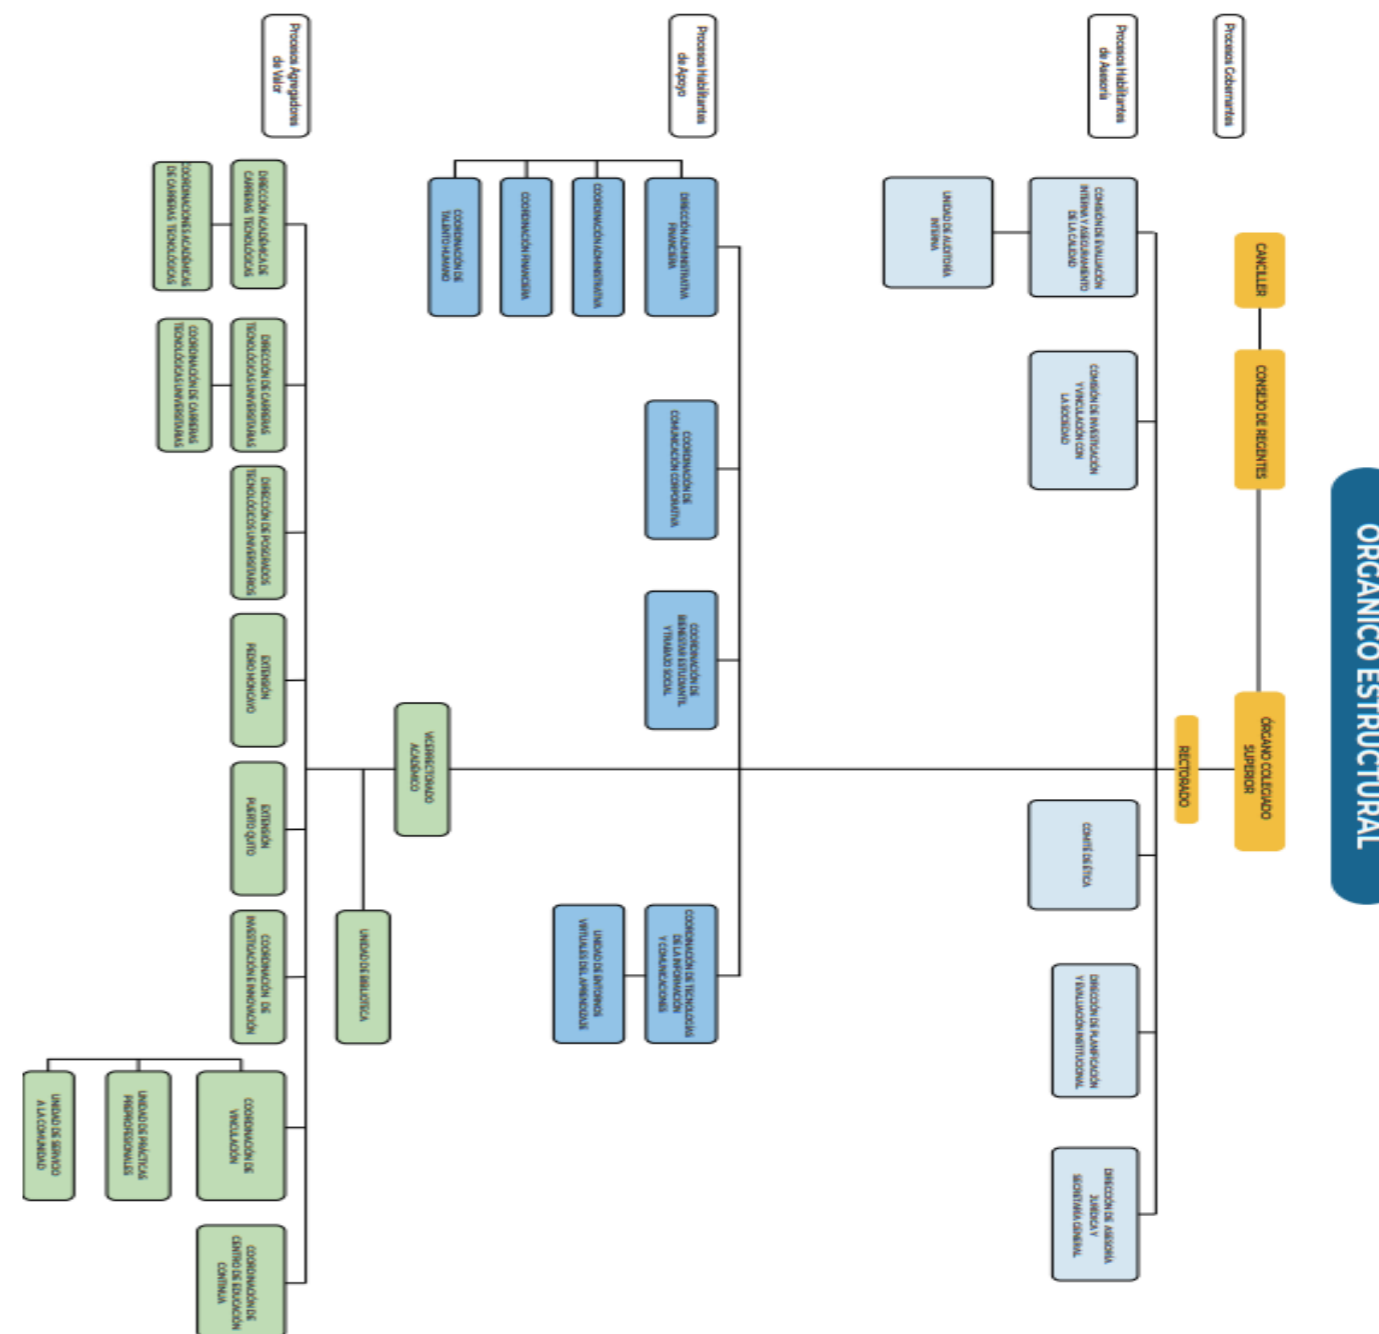 ORGÁNICO ESTRUCTURAL
Procesos Gobernantes
CANCILLER
CONSEJO DE REGENTES
ÓRGANO COLEGIADO
SUPERIOR
RECTORADO
Procesos Habilitantes
de Asesoría
COMISIÓN DE EVALUACIÓN
INTERNA Y ASEGURAMIENTO
DE LA CALIDAD
UNIDAD DE AUDITORÍA
INTERNA
COMISIÓN DE INVESTIGACIÓN
Y VINCULACIÓN CON
LA SOCIEDAD
COMITÉ DE ÉTICA
DIRECCIÓN DE PLANIFICACIÓN
Y EVALUACIÓN INSTITUCIONAL
DIRECCIÓN DE ASESORÍA
JURÍDICA Y
SECRETARÍA GENERAL
Procesos Habilitantes
de Apoyo
DIRECCIÓN ADMINISTRATIVA
FINANCIERA
COORDINACIÓN ADMINISTRATIVA
COORDINACIÓN FINANCIERA
COORDINACIÓN DE
TALENTO HUMANO
COORDINACIÓN DE
COMUNICACIÓN CORPORATIVA
COORDINACIÓN DE
BIENESTAR ESTUDIANTIL
Y TRABAJO SOCIAL
COORDINACIÓN DE TECNOLOGÍAS
DE LA INFORMACIÓN
Y COMUNICACIONES
UNIDAD DE ENTORNOS
VIRTUALES DEL APRENDIZAJE
VICERRECTORADO
ACADÉMICO
UNIDAD DE BIBLIOTECA
Procesos Agregadores
de Valor
DIRECCIÓN ACADÉMICA DE
CARRERAS TECNOLÓGICAS
COORDINACIONES ACADÉMICAS
DE CARRERAS TECNOLÓGICAS
DIRECCIÓN DE CARRERAS
TECNOLÓGICAS UNIVERSITARIAS
COORDINACIÓN DE CARRERAS
TECNOLÓGICAS UNIVERSITARIAS
DIRECCIÓN DE POSGRADOS
TECNOLÓGICOS UNIVERSITARIOS
EXTENSIÓN
PEDRO MONCAYO
EXTENSIÓN
PUERTO QUITO
COORDINACIÓN DE
INVESTIGACIÓN E INNOVACIÓN
COORDINACIÓN DE
VINCULACIÓN
UNIDAD DE PRÁCTICAS
PREPROFESIONALES
UNIDAD DE SERVICIO
A LA COMUNIDAD
COORDINACIÓN DE
CENTRO DE EDUCACIÓN
CONTINUA